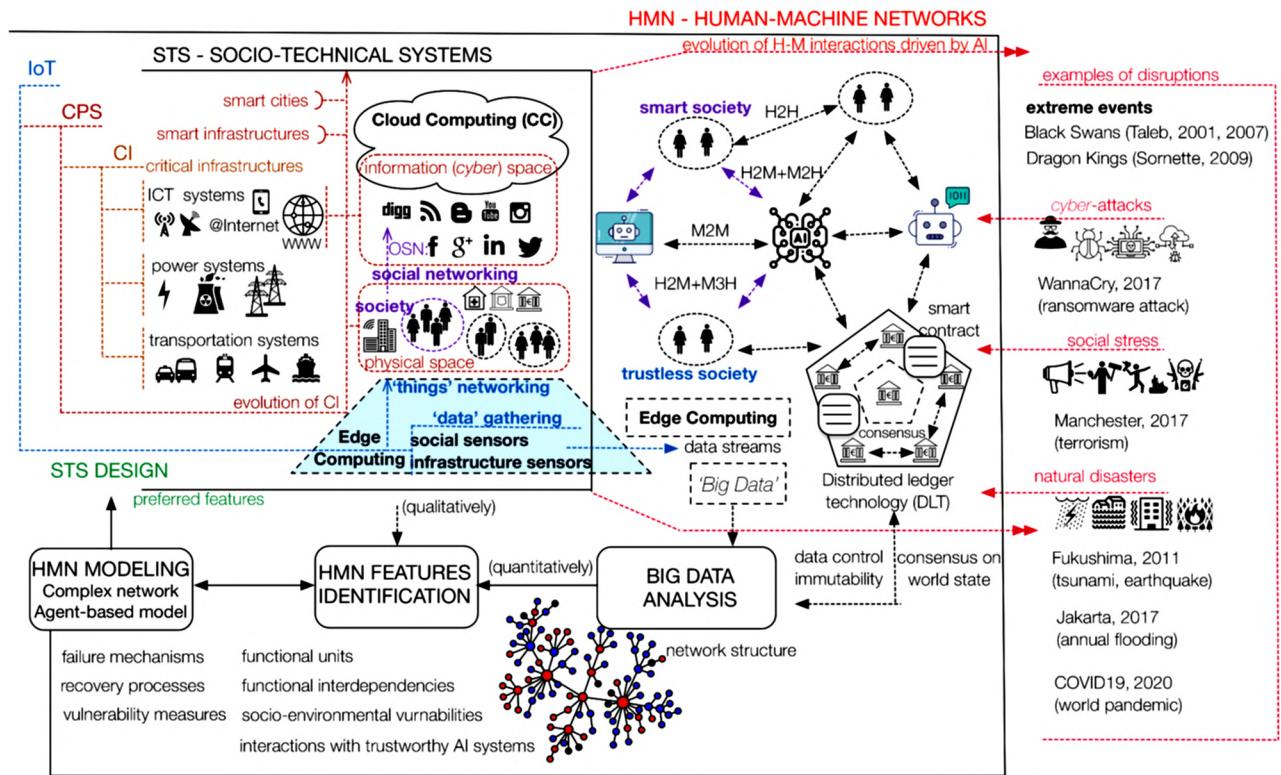 HMN - HUMAN-MACHINE NETWORKS
STS - SOCIO-TECHNICAL SYSTEMS
evolution of H-M interactions driven by AI
IoT
CPS
CI
smart cities
smart infrastructures
critical infrastructures
ICT systems
@Internet
WWW
power systems
transportation systems
evolution of CI
Cloud Computing (CC)
information (cyber) space
digg
You
Tube
OSN:
f
g+
in
social networking
society
physical space
'things' networking
'data' gathering
Edge
Computing
social sensors
infrastructure sensors
smart society
H2H
H2M+M2H
M2M
AI
1011
H2M+M3H
trustless society
smart
contract
consensus
Distributed ledger
technology (DLT)
Edge Computing
data streams
'Big Data'
examples of disruptions
extreme events
Black Swans (Taleb, 2001, 2007)
Dragon Kings (Sornette, 2009)
cyber-attacks
WannaCry, 2017
(ransomware attack)
social stress
Manchester, 2017
(terrorism)
natural disasters
Fukushima, 2011
(tsunami, earthquake)
Jakarta, 2017
(annual flooding)
COVID19, 2020
(world pandemic)
STS DESIGN
preferred features
(qualitatively)
HMN MODELING
Complex network
Agent-based model
HMN FEATURES
IDENTIFICATION
(quantitatively)
BIG DATA
ANALYSIS
data control
immutability
consensus on
world state
network structure
failure mechanisms
recovery processes
vulnerability measures
functional units
functional interdependencies
socio-environmental vurnabilities
interactions with trustworthy AI systems